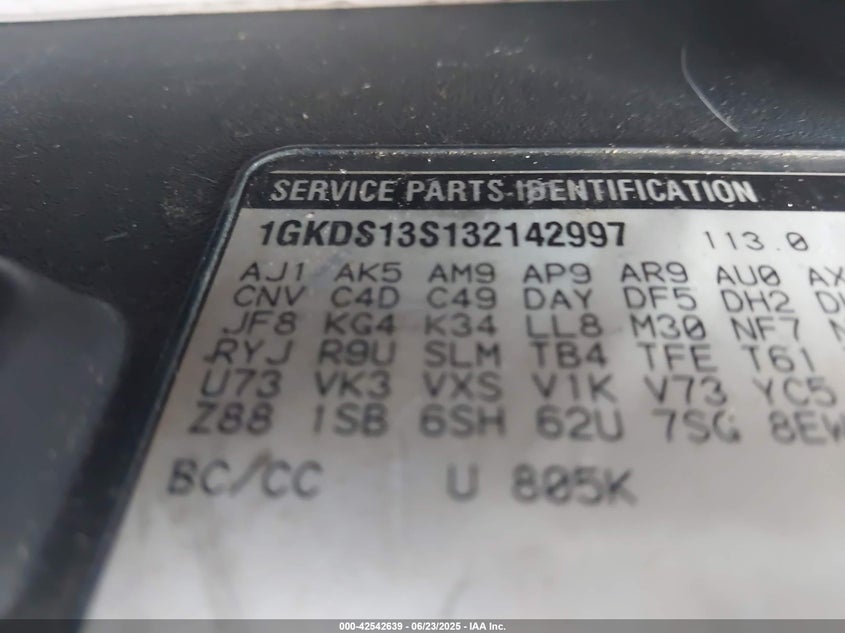 SERVICE PARTS IDENTIFICATION
1GKDS13S132142997 113.0
AJ1 AK5 AM9 AP9 AR9 AU0 AX
CNV C4D C49 DAY DF5 DH2
JF8 KG4 K34 LL8 M30 NF7
RYJ R9U SLM TB4 TFE T61
U73 VK3 VXS V1K V73 YC5
Z88 1SB 6SH 62U 7SG 8EW
BC/CC U 805K
000-42542639 / 06/23/2025 - IAA Inc.